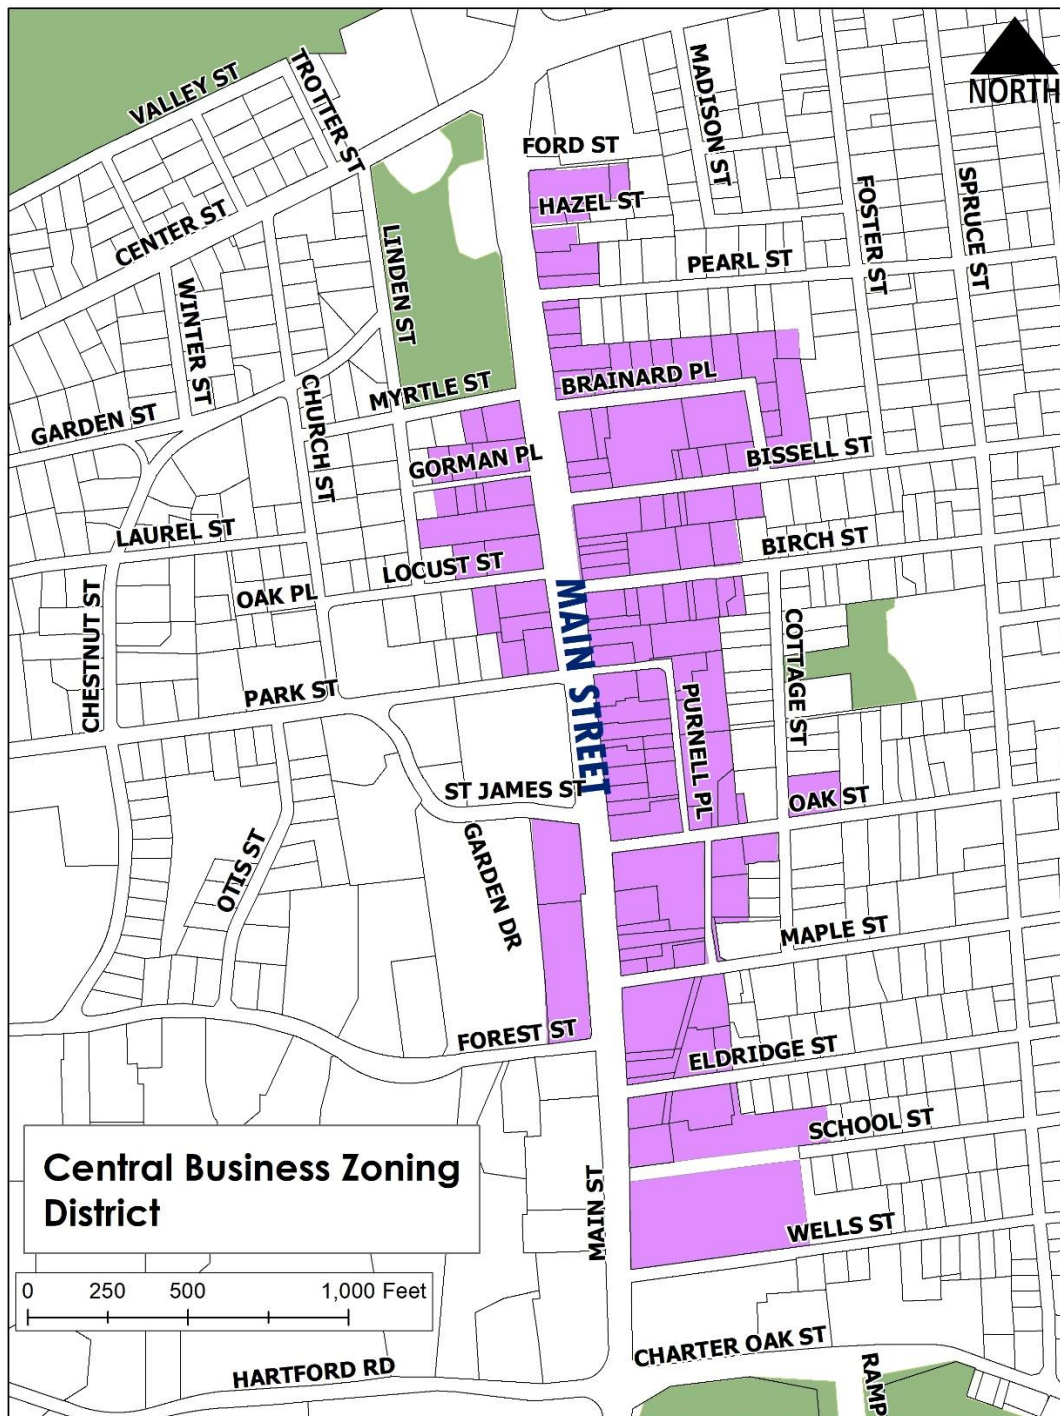 VALLEY ST
TROTTER ST
MADISON ST
NORTH
FORD ST
HAZEL ST
FOSTER ST
SPRUCE ST
CENTER ST
LINDEN ST
PEARL ST
WINTER ST
BRAINARD PL
MYRTLE ST
GARDEN ST
CHURCH ST
GORMAN PL
BISSELL ST
LAUREL ST
LOCUST ST
BIRCH ST
OAK PL
CHESTNUT ST
MAIN STREET
COTTAGE ST
PARK ST
PURNELL PL
ST JAMES ST
OAK ST
OTIS ST
GARDEN DR
MAPLE ST
FOREST ST
ELDRIDGE ST
SCHOOL ST
Central Business Zoning
District
MAIN ST
WELLS ST
0 250 500 1,000 Feet
CHARTER OAK ST
HARTFORD RD
RAMP